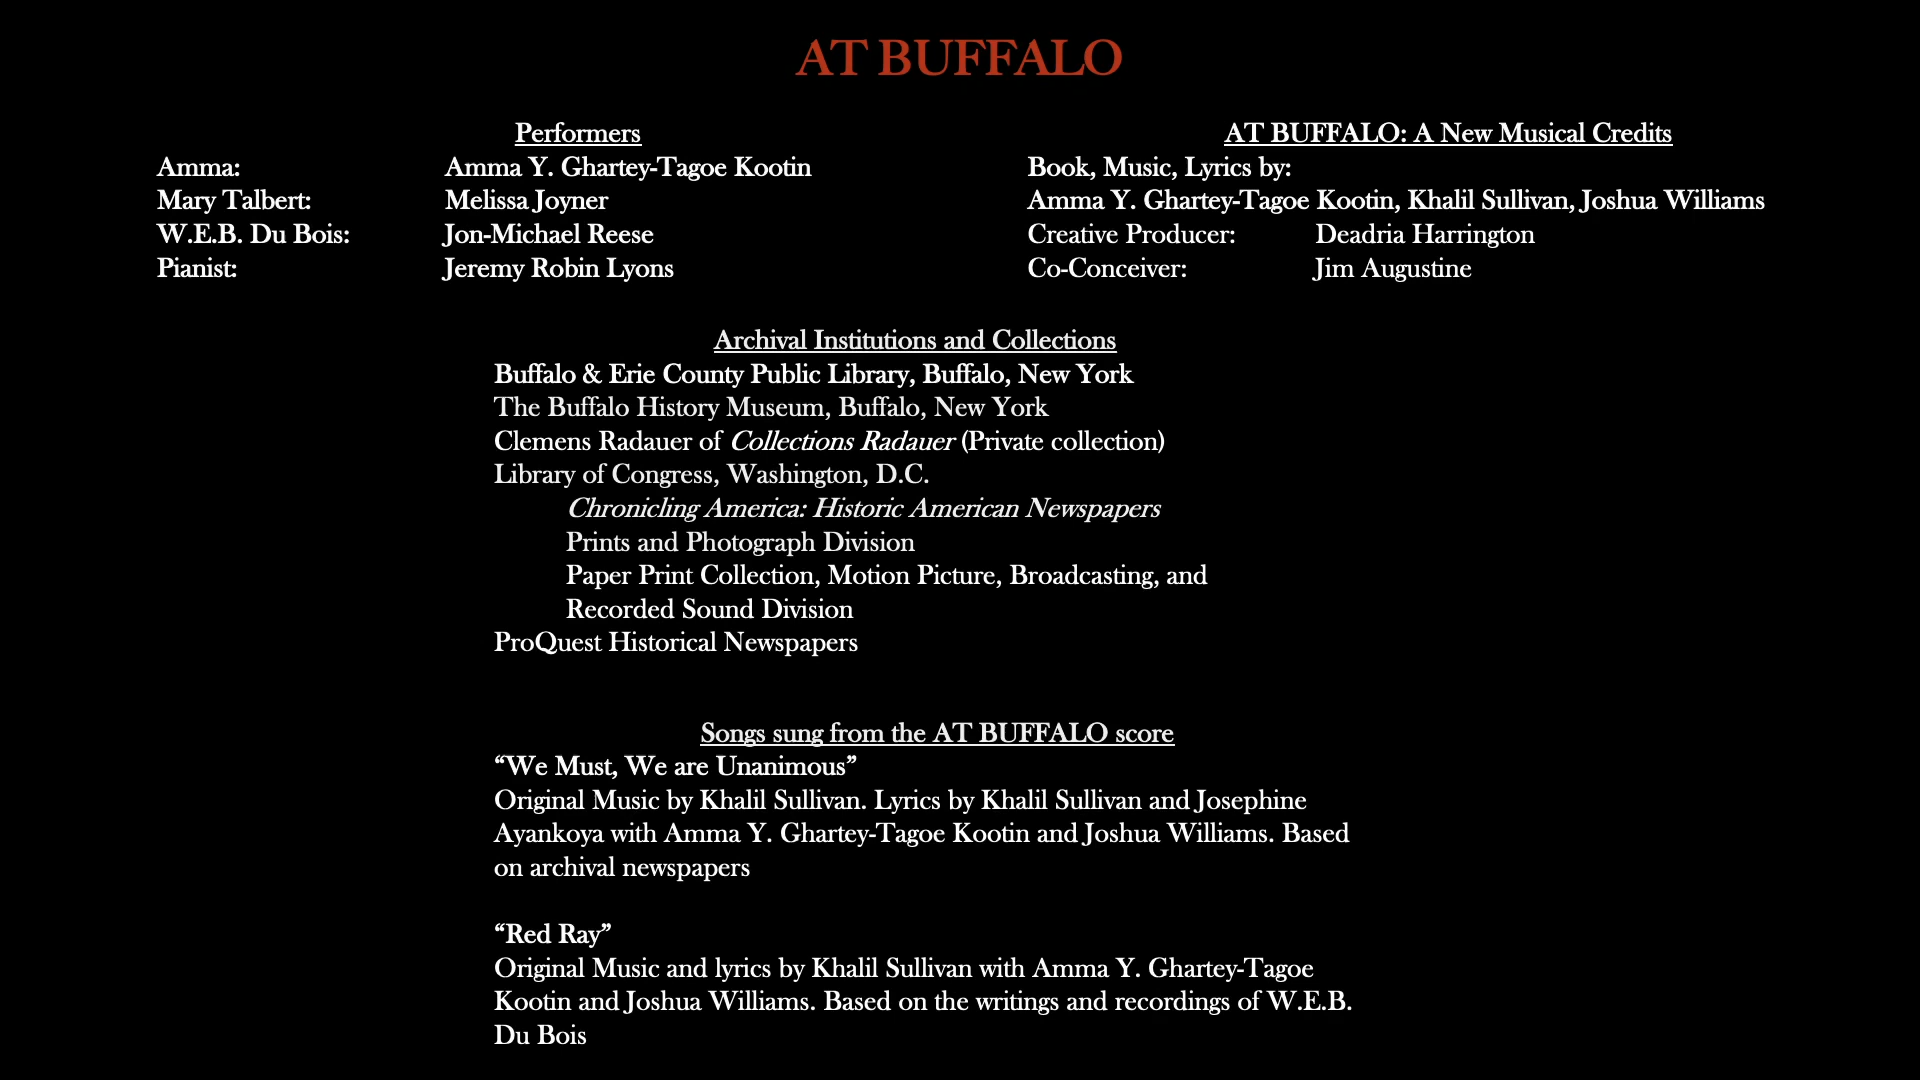 AT BUFFALO
Performers
Amma: Amma Y. Ghartey-Tagoe Kootin
Mary Talbert: Melissa Joyner
W.E.B. Du Bois: Jon-Michael Reese
Pianist: Jeremy Robin Lyons
AT BUFFALO: A New Musical Credits
Book, Music, Lyrics by:
Amma Y. Ghartey-Tagoe Kootin, Khalil Sullivan, Joshua Williams
Creative Producer: Deadria Harrington
Co-Conceiver: Jim Augustine
Archival Institutions and Collections
Buffalo & Erie County Public Library, Buffalo, New York
The Buffalo History Museum, Buffalo, New York
Clemens Radauer of Collections Radauer (Private collection)
Library of Congress, Washington, D.C.
Chronicling America: Historic American Newspapers
Prints and Photograph Division
Paper Print Collection, Motion Picture, Broadcasting, and
Recorded Sound Division
ProQuest Historical Newspapers
Songs sung from the AT BUFFALO score
“We Must, We are Unanimous”
Original Music by Khalil Sullivan. Lyrics by Khalil Sullivan and Josephine
Ayankoya with Amma Y. Ghartey-Tagoe Kootin and Joshua Williams. Based
on archival newspapers
“Red Ray”
Original Music and lyrics by Khalil Sullivan with Amma Y. Ghartey-Tagoe
Kootin and Joshua Williams. Based on the writings and recordings of W.E.B.
Du Bois